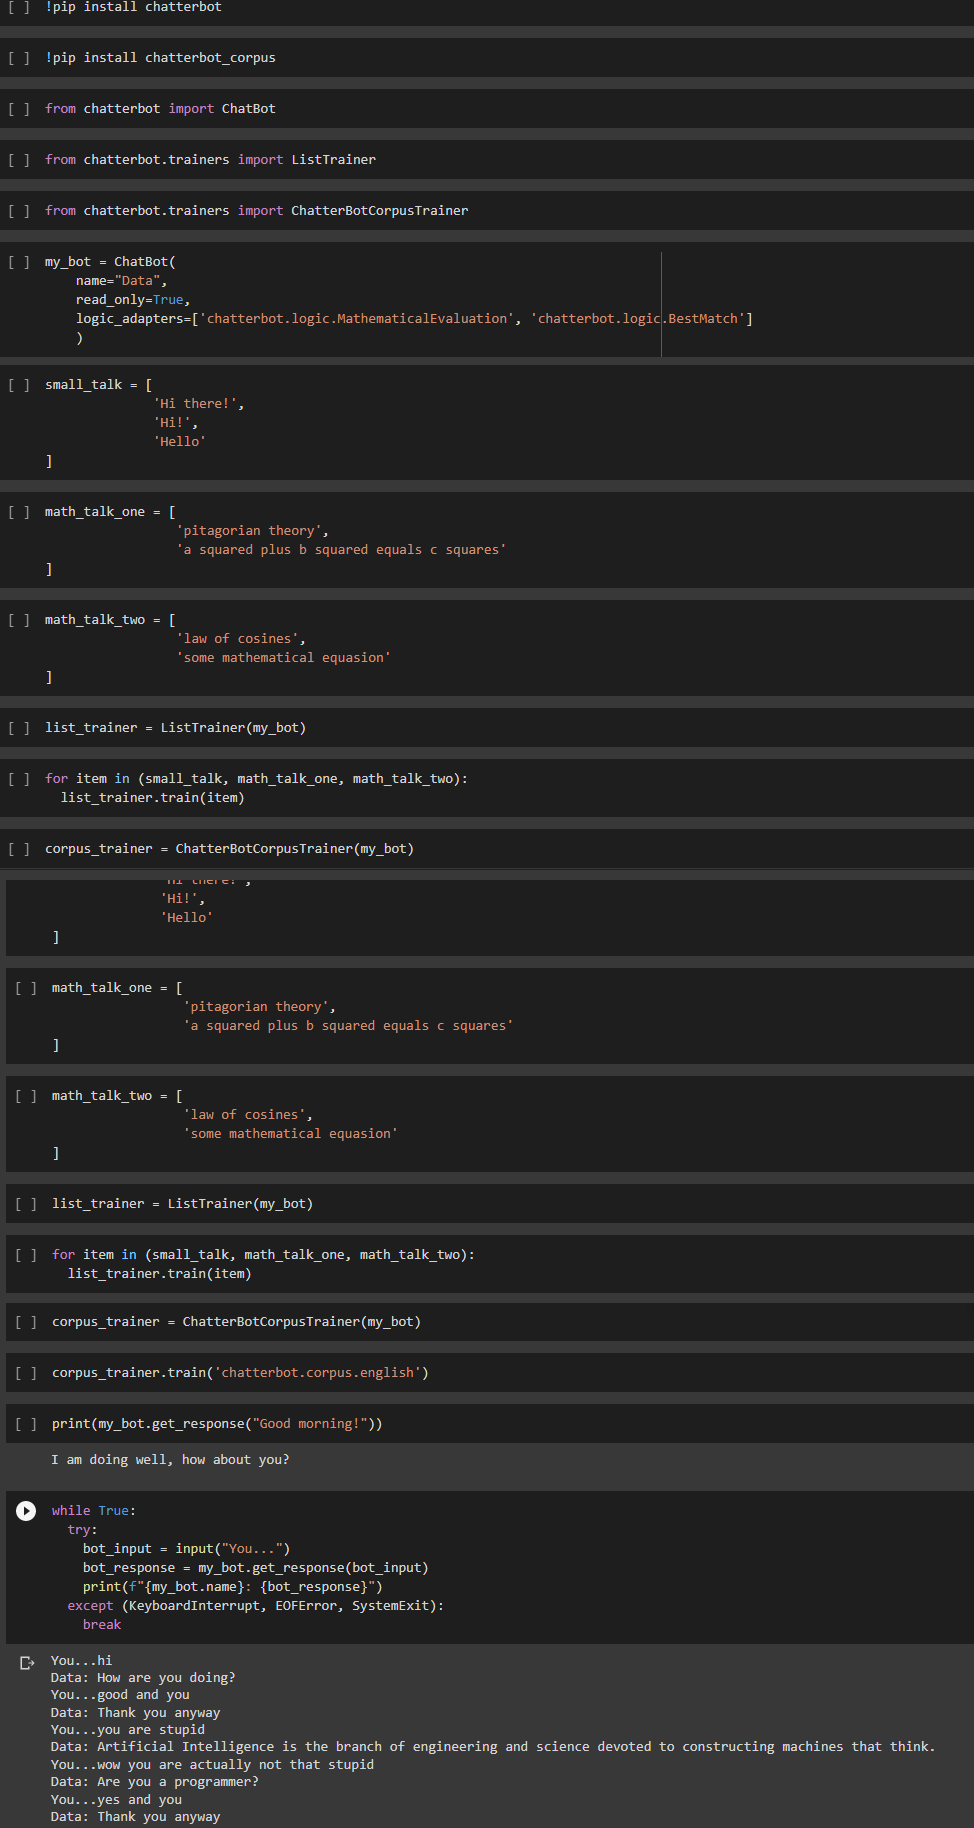 [ ] !pip install chatterbot
[ ] !pip install chatterbot_corpus
[ ] from chatterbot import ChatBot
[ ] from chatterbot.trainers import ListTrainer
[ ] from chatterbot.trainers import ChatterBotCorpusTrainer
[ ] my_bot = ChatBot(
name="Data",
read_only=True,
logic_adapters=['chatterbot.logic.MathematicalEvaluation', 'chatterbot.logic.BestMatch']
)
[ ] small_talk = [
'Hi there!',
'Hi!',
'Hello'
]
[ ] math_talk_one = [
'pitagorian theory',
'a squared plus b squared equals c squares'
]
[ ] math_talk_two = [
'law of cosines',
'some mathematical equasion'
]
[ ] list_trainer = ListTrainer(my_bot)
[ ] for item in (small_talk, math_talk_one, math_talk_two):
list_trainer.train(item)
[ ] corpus_trainer = ChatterBotCorpusTrainer(my_bot)
'Hi there!',
'Hi!',
'Hello'
]
[ ] math_talk_one = [
'pitagorian theory',
'a squared plus b squared equals c squares'
]
[ ] math_talk_two = [
'law of cosines',
'some mathematical equasion'
]
[ ] list_trainer = ListTrainer(my_bot)
[ ] for item in (small_talk, math_talk_one, math_talk_two):
list_trainer.train(item)
[ ] corpus_trainer = ChatterBotCorpusTrainer(my_bot)
[ ] corpus_trainer.train('chatterbot.corpus.english')
[ ] print(my_bot.get_response("Good morning!"))
I am doing well, how about you?
while True:
try:
bot_input = input("You...")
bot_response = my_bot.get_response(bot_input)
print(f"{my_bot.name}: {bot_response}")
except (KeyboardInterrupt, EOFError, SystemExit):
break
You...hi
Data: How are you doing?
You...good and you
Data: Thank you anyway
You...you are stupid
Data: Artificial Intelligence is the branch of engineering and science devoted to constructing machines that think.
You...wow you are actually not that stupid
Data: Are you a programmer?
You...yes and you
Data: Thank you anyway